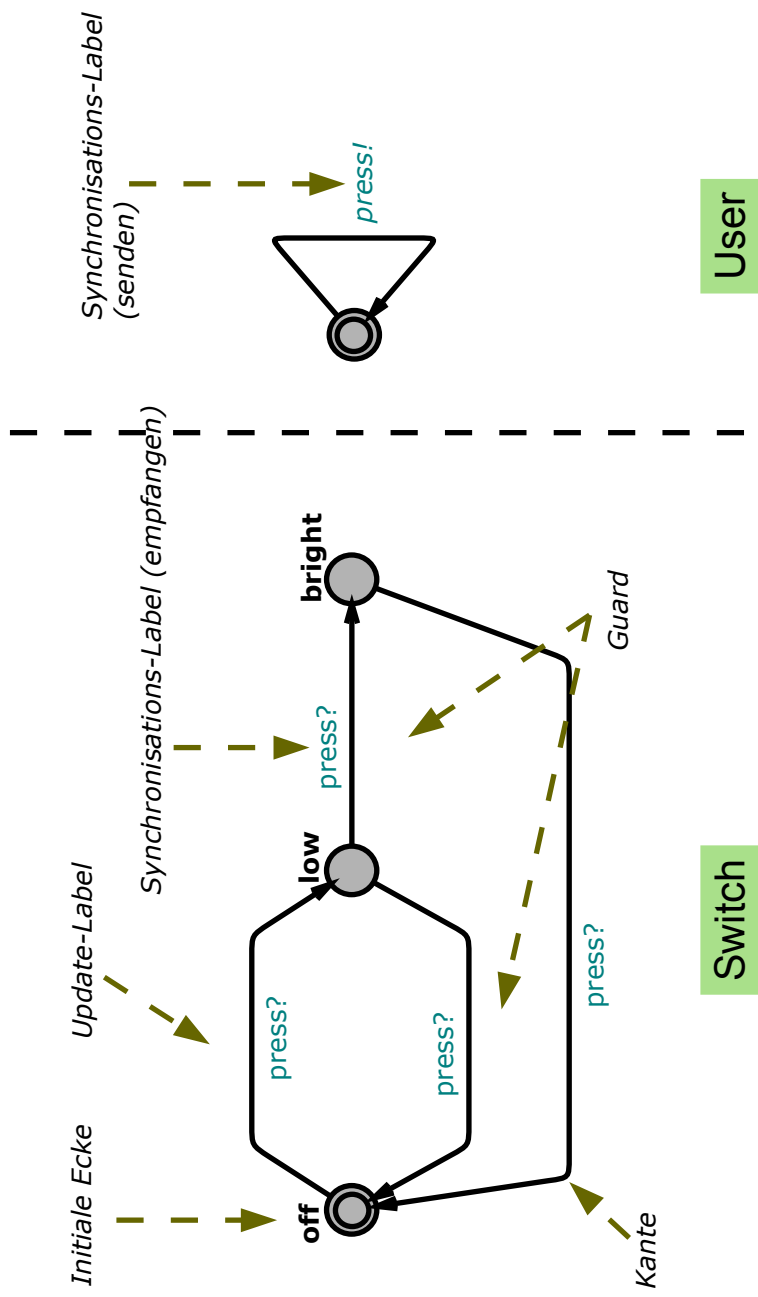 Initiale Ecke
Update-Label
Synchronisations-Label (empfangen)
Synchronisations-Label
(senden)
off
press?
low
press?
bright
press?
press?
press!
Kante
Guard
Switch
User